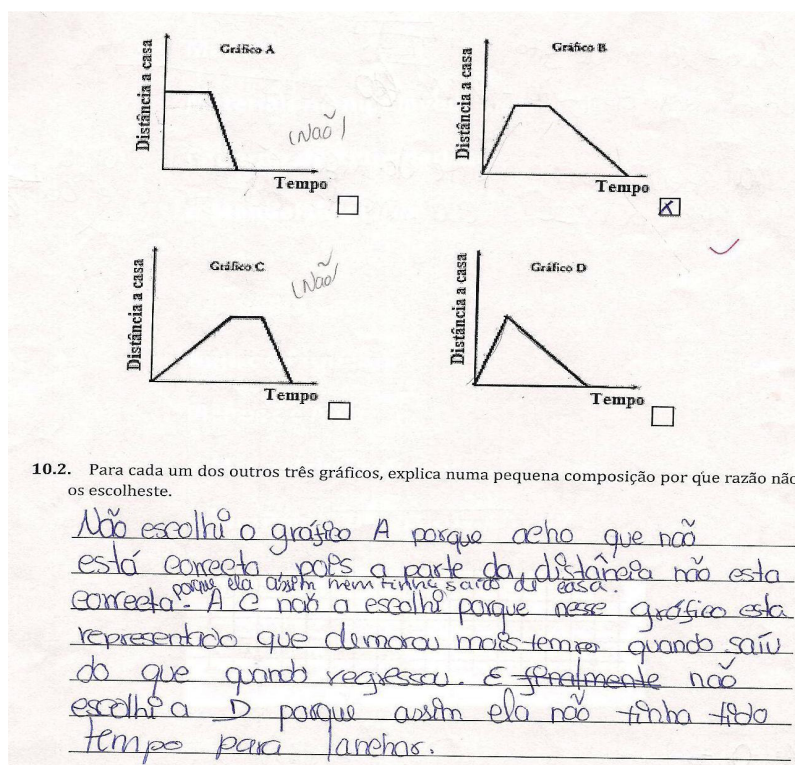 Gráfico A
Distância a casa
(Não)
Tempo
Gráfico B
Distância a casa
Tempo
X
Gráfico C
Distância a casa
(Não)
Tempo
Gráfico D
Distância a casa
Tempo
10.2. Para cada um dos outros três gráficos, explica numa pequena composição por que razão não
os escolheste.
Não escolhi o gráfico A porque acho que não
está correcto, pois a parte da distância não esta
porque ela assim nem tinha saido de casa.
correcta. A C não a escolhi porque nesse gráfico esta
representado que demorou mais tempo quando saíu
do que quando regressou. E finalmente não
escolhi a D porque assim ela não tinha tido
tempo para lanchar.